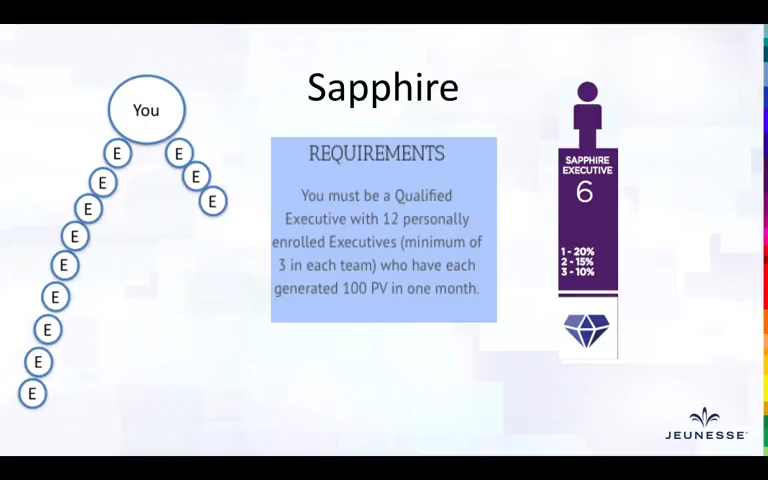 Sapphire
You
E
E
E
E
E
E
E
E
E
E
E
E
REQUIREMENTS
You must be a Qualified
Executive with 12 personally
enrolled Executives (minimum of
3 in each team) who have each
generated 100 PV in one month.
SAPPHIRE
EXECUTIVE
6
1 - 20%
2 - 15%
3 - 10%
JEUNESSE